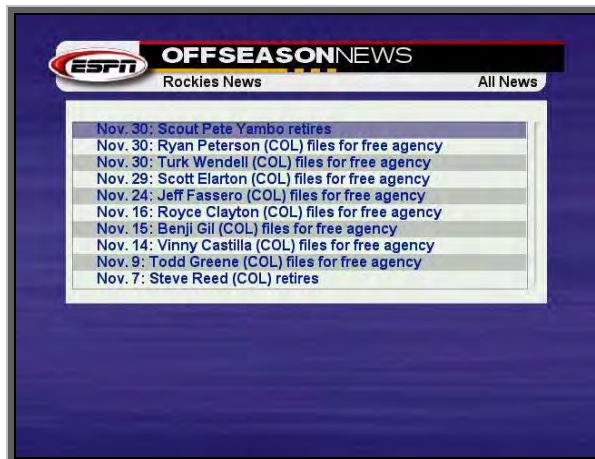 ESPN
OFFSEASONNEWS
Rockies News
All News
Nov. 30: Scout Pete Yambo retires
Nov. 30: Ryan Peterson (COL) files for free agency
Nov. 30: Turk Wendell (COL) files for free agency
Nov. 29: Scott Elarton (COL) files for free agency
Nov. 24: Jeff Fassero (COL) files for free agency
Nov. 16: Royce Clayton (COL) files for free agency
Nov. 15: Benji Gil (COL) files for free agency
Nov. 14: Vinny Castilla (COL) files for free agency
Nov. 9: Todd Greene (COL) files for free agency
Nov. 7: Steve Reed (COL) retires